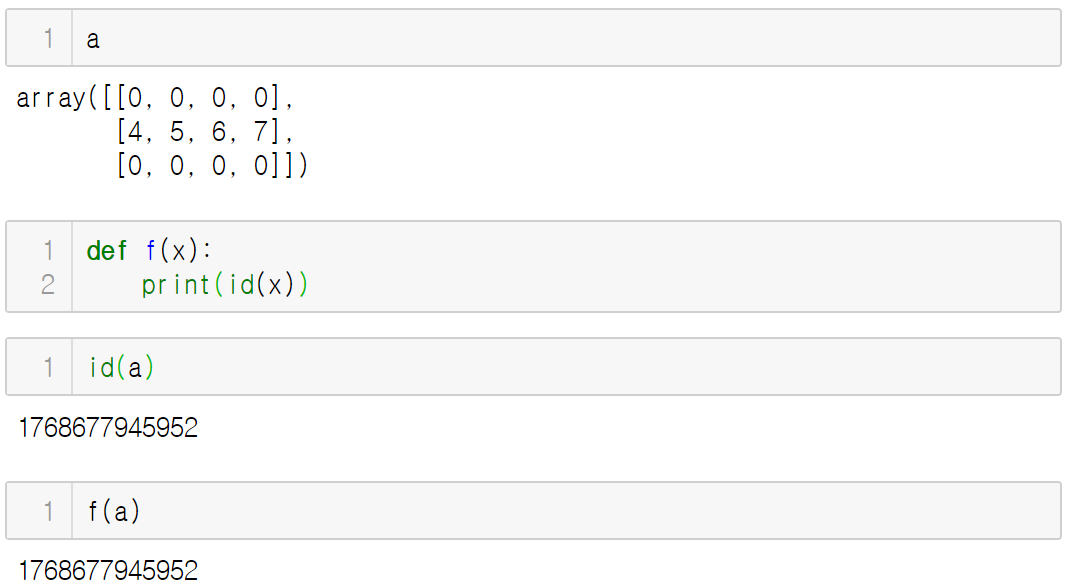 1 a
array([[0, 0, 0, 0],
       [4, 5, 6, 7],
       [0, 0, 0, 0]])
1 def f(x):
2     print(id(x))
1 id(a)
1768677945952
1 f(a)
1768677945952